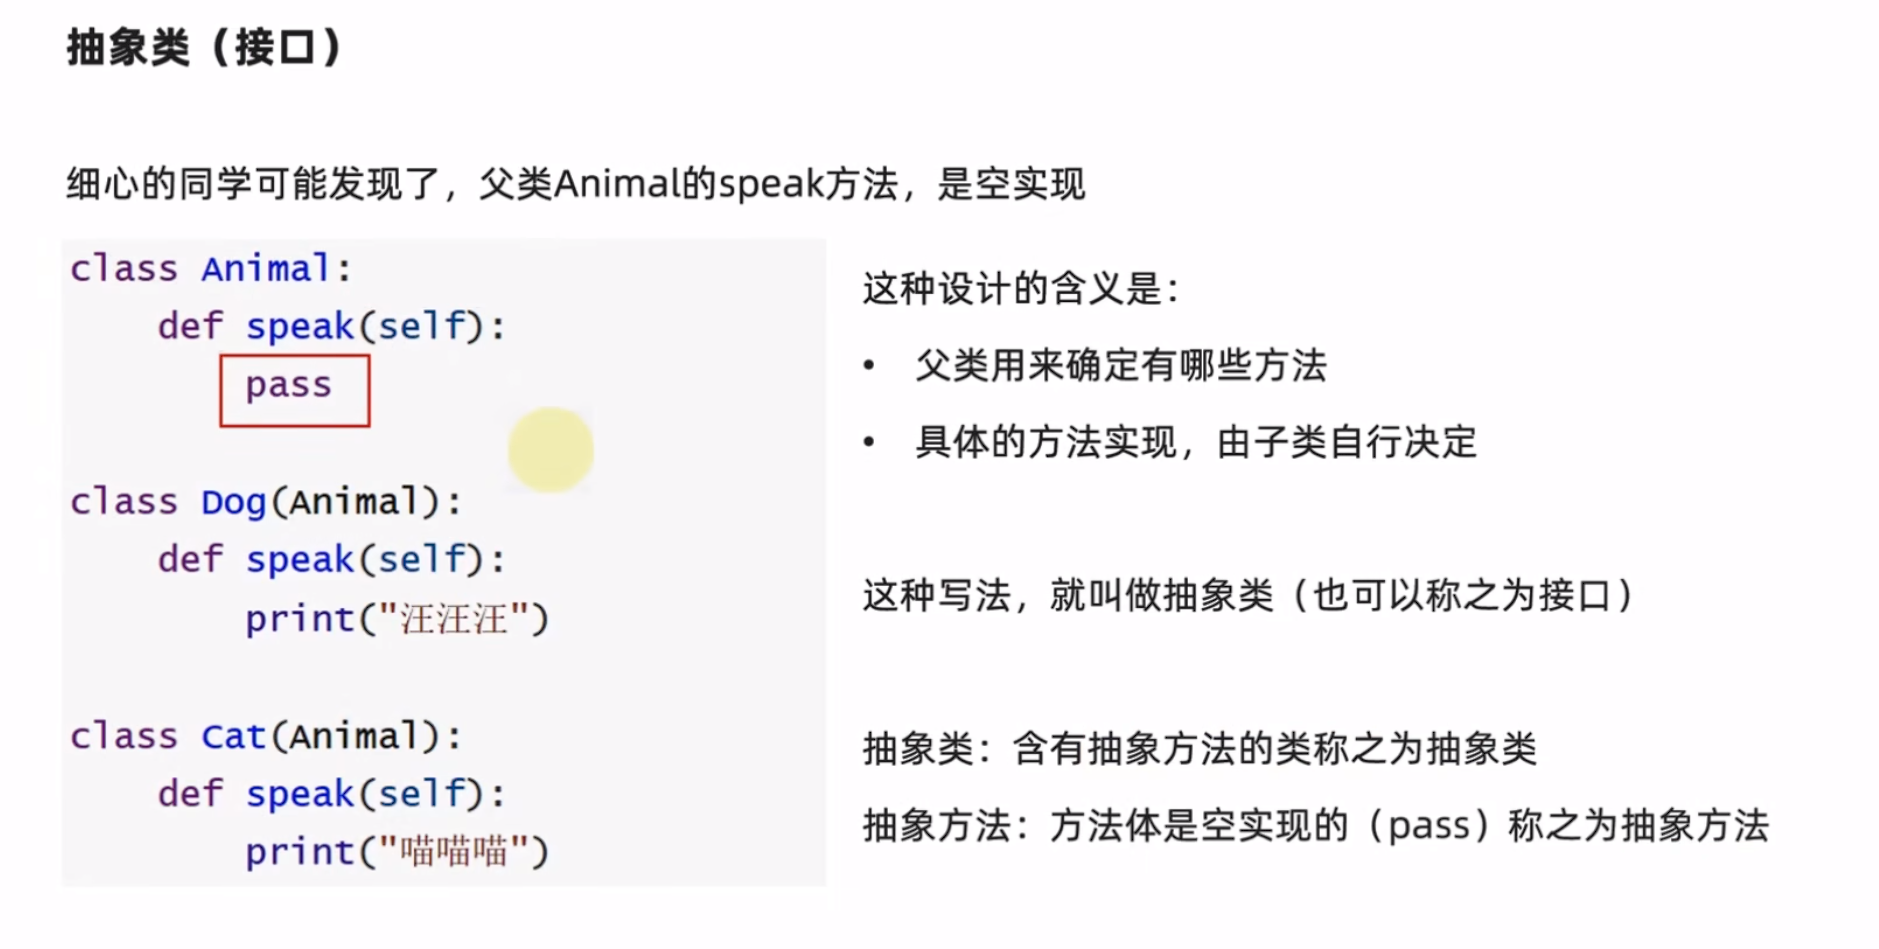 抽象类（接口）
细心的同学可能发现了，父类Animal的speak方法，是空实现
class Animal:
    def speak(self):
        pass
class Dog(Animal):
    def speak(self):
        print("汪汪汪")
class Cat(Animal):
    def speak(self):
        print("喵喵喵")
这种设计的含义是：
• 父类用来确定有哪些方法
• 具体的方法实现，由子类自行决定
这种写法，就叫做抽象类（也可以称之为接口）
抽象类：含有抽象方法的类称之为抽象类
抽象方法：方法体是空实现的（pass）称之为抽象方法